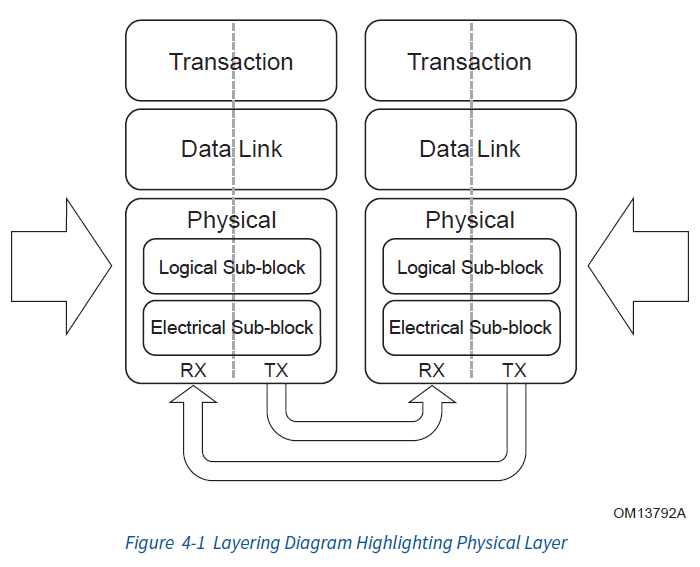 Transaction
Transaction
Data Link
Data Link
Physical
Physical
Logical Sub-block
Logical Sub-block
Electrical Sub-block
Electrical Sub-block
RX TX
RX TX
OM13792A
Figure 4-1 Layering Diagram Highlighting Physical Layer